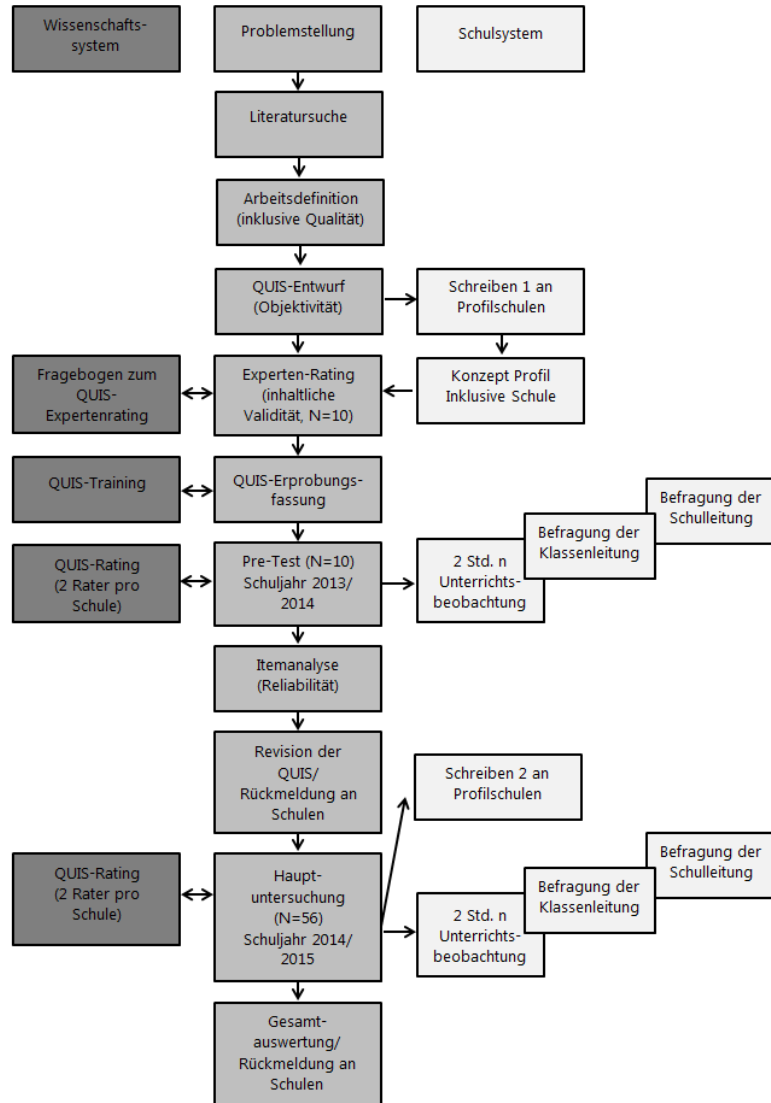 Wissenschafts-
system
Problemstellung
Schulsystem
Literatursuche
Arbeitsdefinition
(inklusive Qualität)
QUIS-Entwurf
(Objektivität)
Schreiben 1 an
Profilschulen
Fragebogen zum
QUIS-
Expertenrating
Experten-Rating
(inhaltliche
Validität, N=10)
Konzept Profil
Inklusive Schule
QUIS-Training
QUIS-Erprobungs-
fassung
Befragung der
Schulleitung
Befragung der
Klassenleitung
QUIS-Rating
(2 Rater pro
Schule)
Pre-Test (N=10)
Schuljahr 2013/
2014
2 Std. n
Unterrichts-
beobachtung
Itemanalyse
(Reliabilität)
Revision der
QUIS/
Rückmeldung an
Schulen
Schreiben 2 an
Profilschulen
QUIS-Rating
(2 Rater pro
Schule)
Haupt-
untersuchung
(N=56)
Schuljahr 2014/
2015
Befragung der
Schulleitung
Befragung der
Klassenleitung
2 Std. n
Unterrichts-
beobachtung
Gesamt-
auswertung/
Rückmeldung an
Schulen